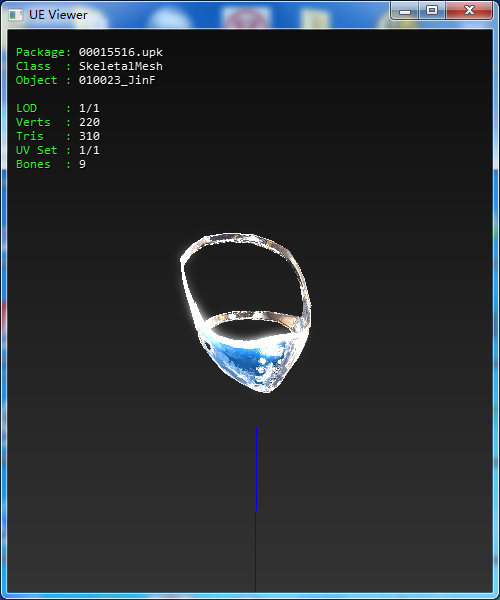 UE Viewer
Package: 00015516.upk
Class  : SkeletalMesh
Object : 010023_JinF
LOD    : 1/1
Verts  : 220
Tris   : 310
UV Set : 1/1
Bones  : 9